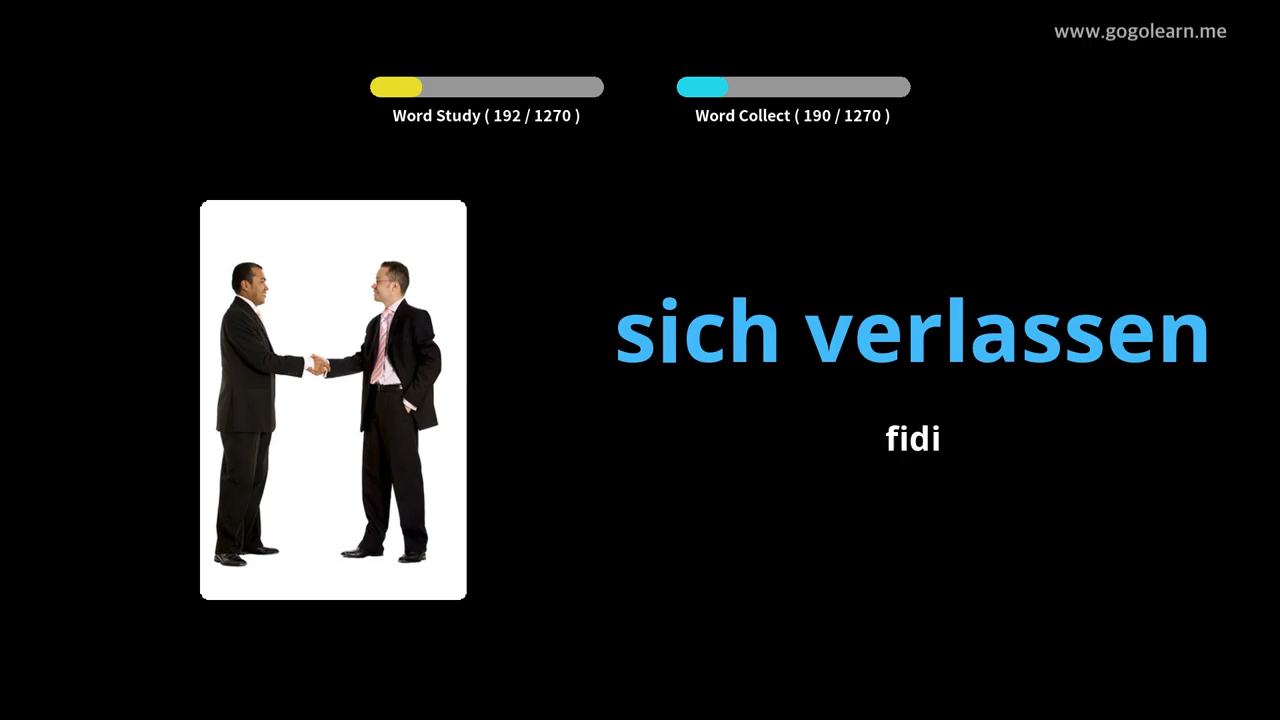 www.gogolearn.me
Word Study ( 192 / 1270 )
Word Collect ( 190 / 1270 )
sich verlassen
fidi